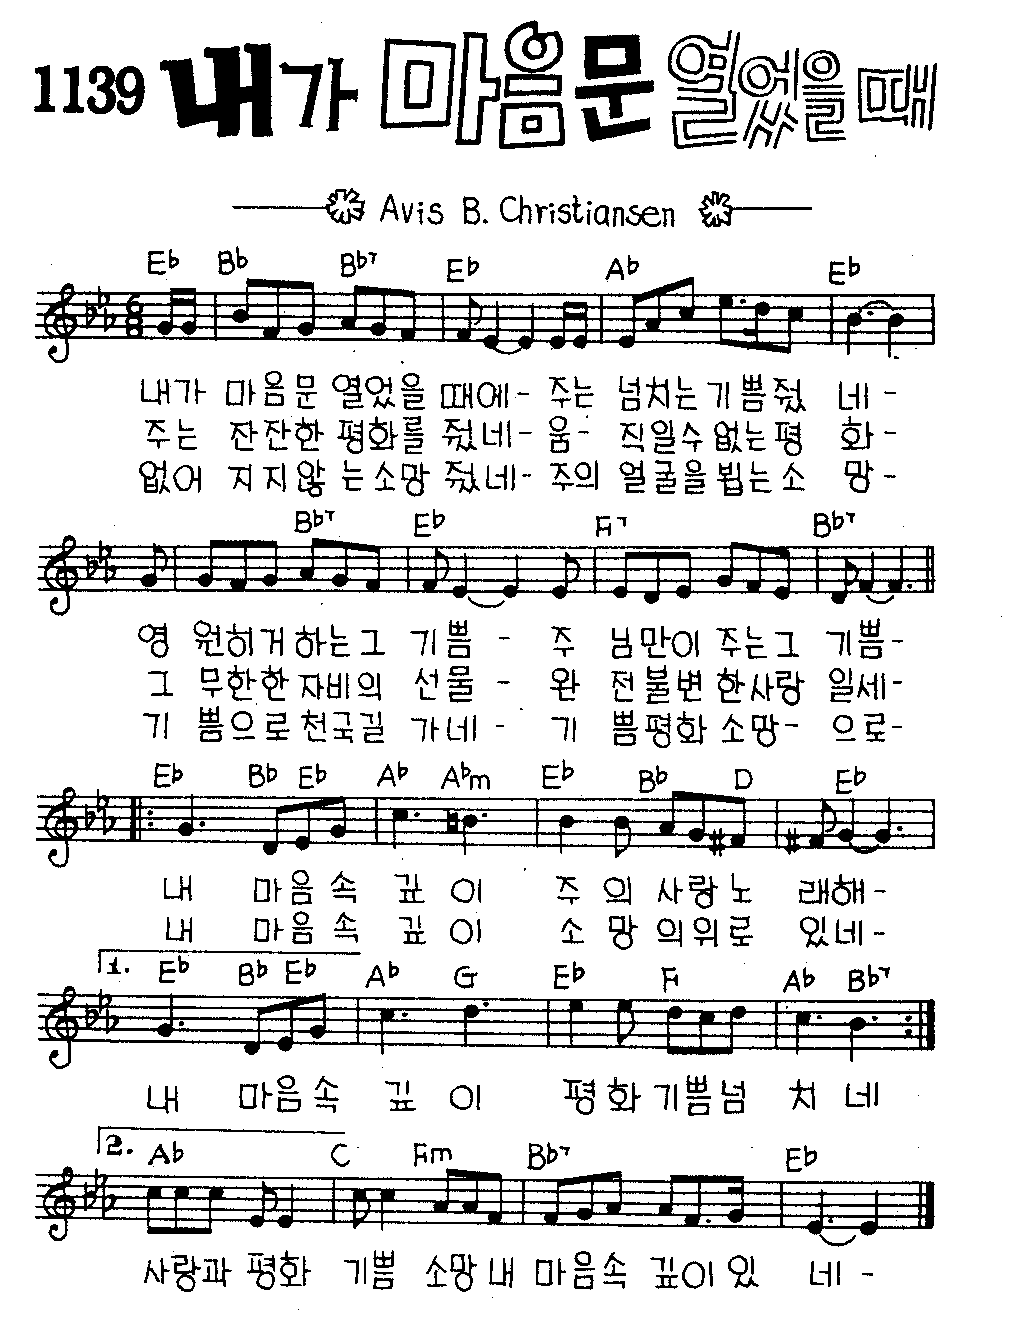 1139 내가 마음문 열었을때
Avis B. Christiansen
Eb Bb Bb7 Eb Ab Eb
내가 마음문 열었을 때에- 주는 넘치는 기쁨줬 네-
주는 잔잔한 평화를 줬네- 움- 직일수없는평 화-
없어 지지않 는소망 줬네- 주의 얼굴을 뵙는소 망-
Bb7 Eb F7 Bb7
영 원히거 하는그 기쁨 - 주 님만이 주는그 기쁨-
그 무한한 자비의 선물 - 완 전불변 한사랑 일세-
기 쁨으로 천국길 가네- 기 쁨평화 소망- 으로-
Eb Bb Eb Ab Abm Eb Bb D Eb
내 마음속 깊이 주의사랑노 래해-
내 마음속 깊이 소망의위로 있네-
1. Eb Bb Eb Ab G Eb F Ab Bb7
내 마음속 깊이 평화기쁨넘 치네
2. Ab C Fm Bb7 Eb
사랑과 평화 기쁨 소망내 마음속 깊이있 네-